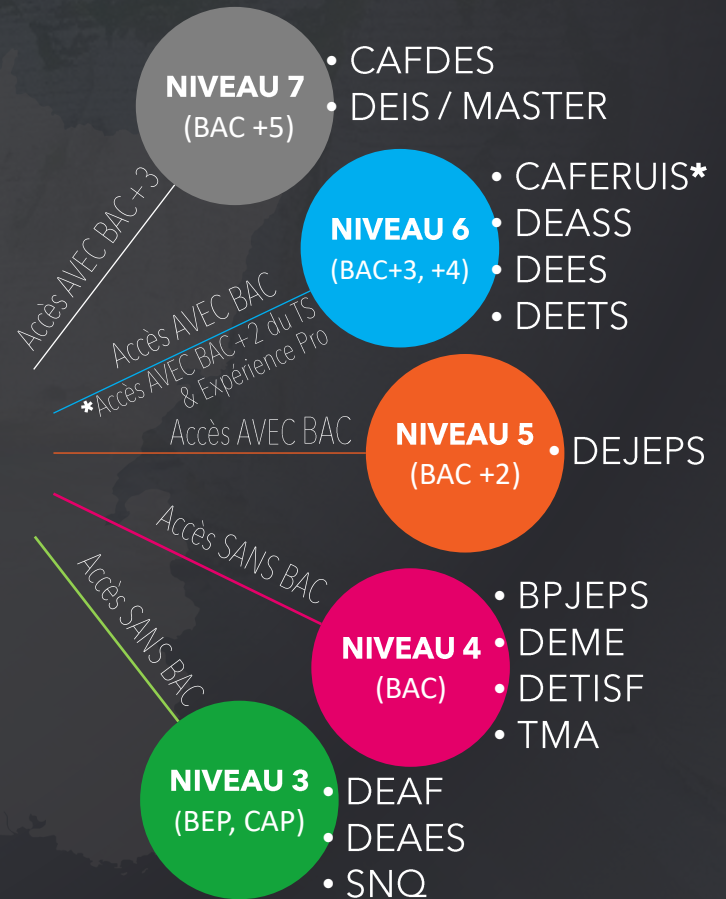 NIVEAU 7
(BAC +5)
• CAFDES
• DEIS / MASTER
Accès AVEC BAC+3
NIVEAU 6
(BAC+3, +4)
• CAFERUIS*
• DEASS
• DEES
• DEETS
Accès AVEC BAC
*Accès AVEC BAC+2 du TS
& Expérience Pro
Accès AVEC BAC
NIVEAU 5
(BAC +2)
• DEJEPS
Accès SANS BAC
NIVEAU 4
(BAC)
• BPJEPS
• DEME
• DETISF
• TMA
Accès SANS BAC
NIVEAU 3
(BEP, CAP)
• DEAF
• DEAES
• SNQ